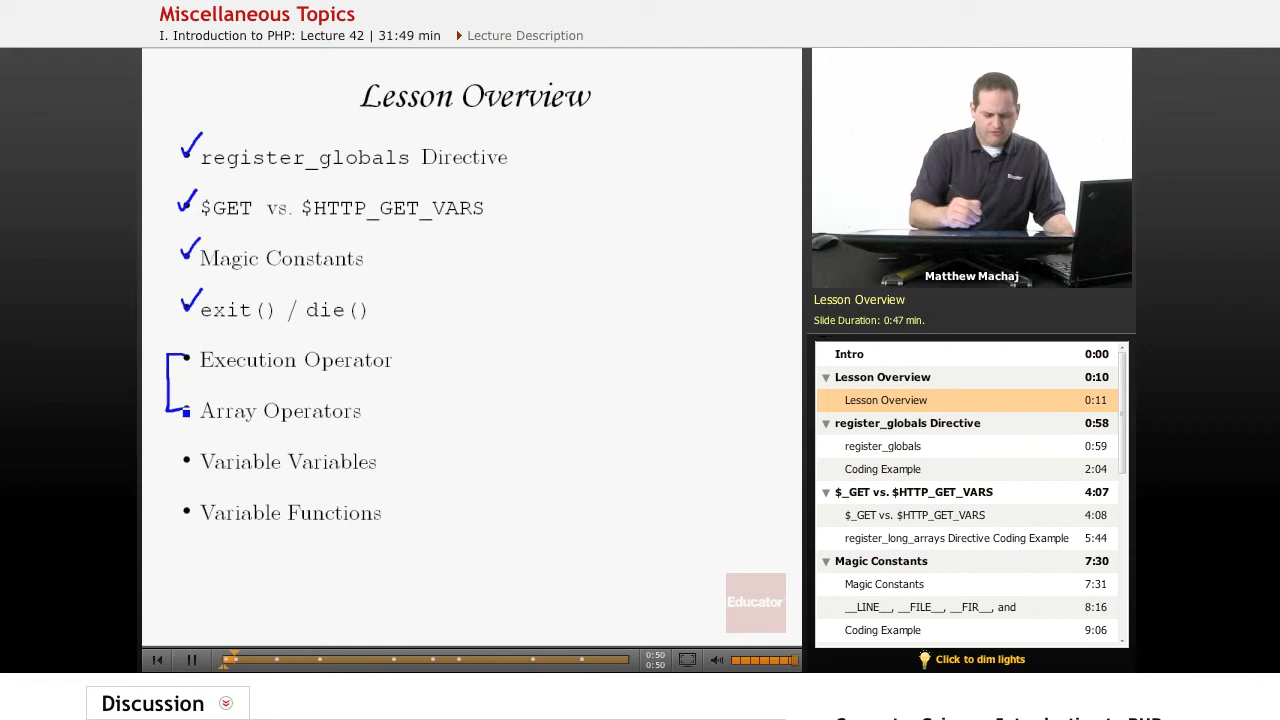 Miscellaneous Topics
I. Introduction to PHP: Lecture 42 | 31:49 min
Lecture Description
Lesson Overview
register_globals Directive
$GET vs. $HTTP_GET_VARS
Magic Constants
exit() / die()
Execution Operator
Array Operators
Variable Variables
Variable Functions
Educator
0:50
0:50
Matthew Machaj
Lesson Overview
Slide Duration: 0:47 min.
Intro 0:00
Lesson Overview 0:10
Lesson Overview 0:11
register_globals Directive 0:58
register_globals 0:59
Coding Example 2:04
$_GET vs. $HTTP_GET_VARS 4:07
$_GET vs. $HTTP_GET_VARS 4:08
register_long_arrays Directive Coding Example 5:44
Magic Constants 7:30
Magic Constants 7:31
__LINE__, __FILE__, __FIR__, and 8:16
Coding Example 9:06
Click to dim lights
Discussion